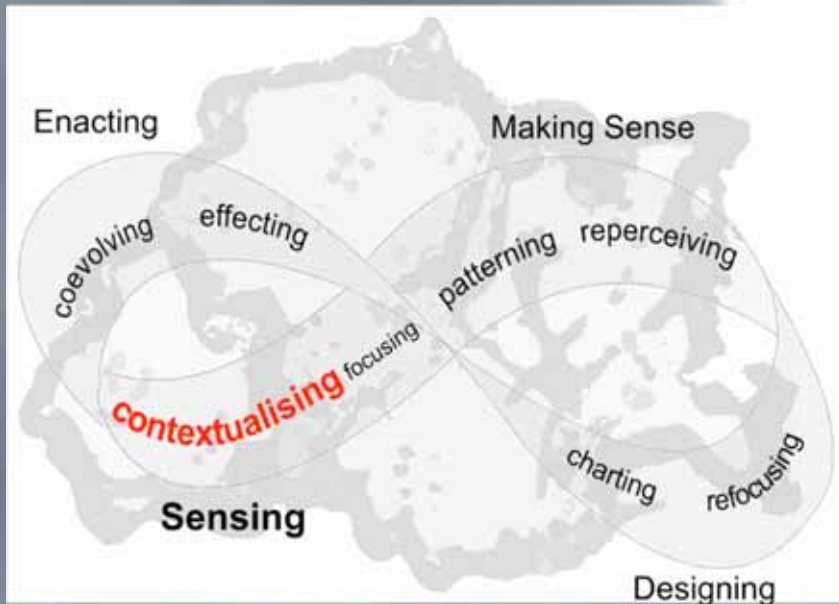 Enacting
Making Sense
coevolving
effecting
patterning
reperceiving
contextualising
focusing
charting
refocusing
Sensing
Designing